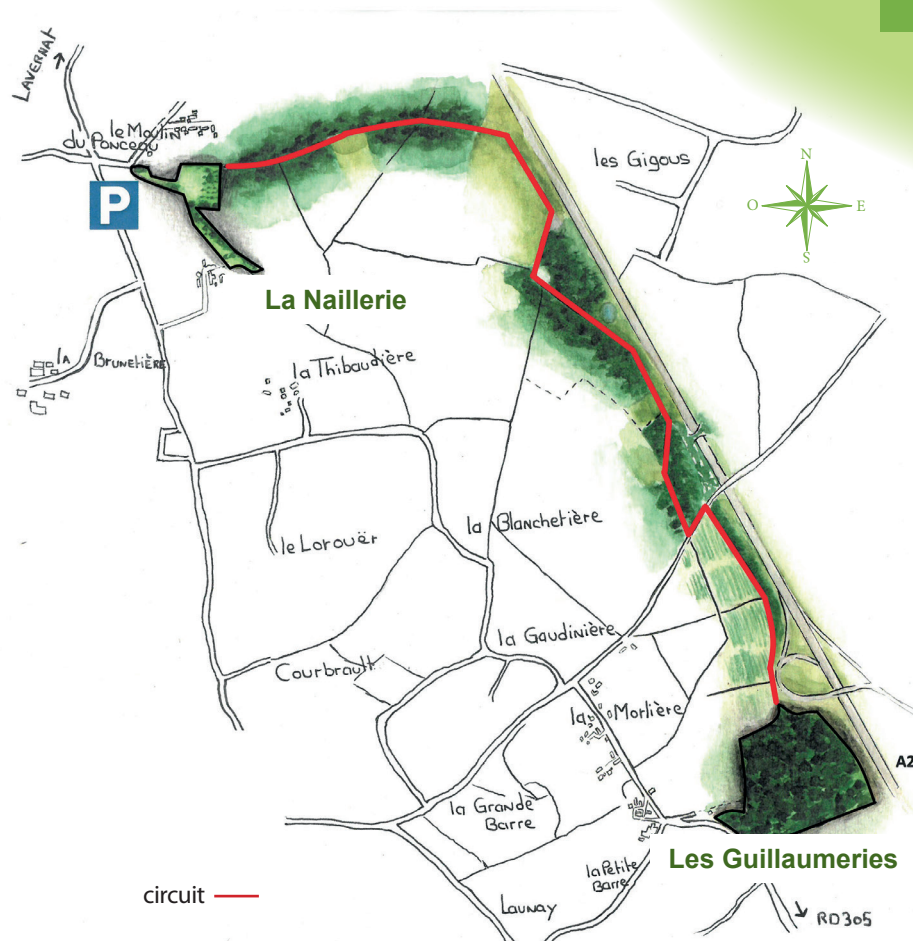 LAVERNAT
le Moulin
du Ponceau
P
les Gigous
N
O
E
S
La Naillerie
lA
BRUNETIÈRE
la Thibaudière
le Lorouër
la Blanchetière
la Gaudinière
Courbrault
la Morlière
A2
la Grande
Barre
Les Guillaumeries
la Petite
Barre
circuit
Launay
RD305